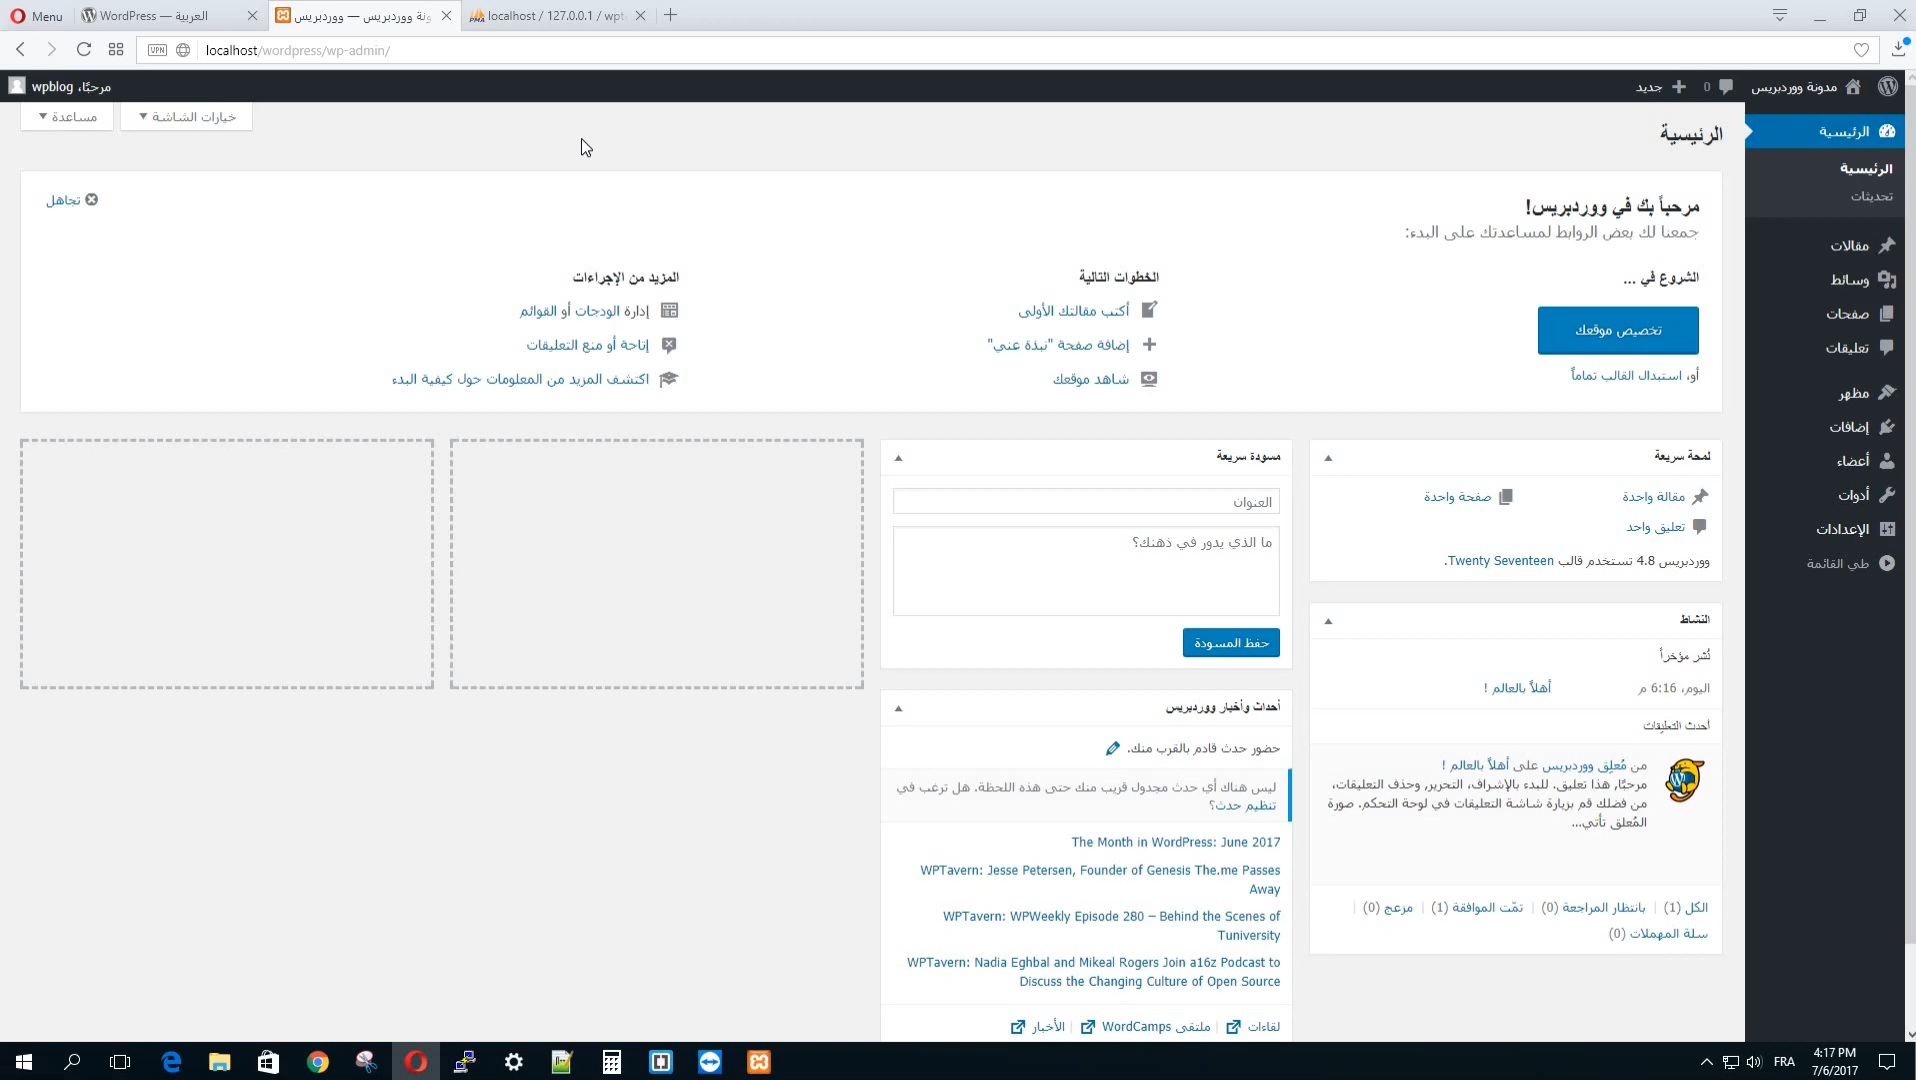 Menu
WordPress — العربية
ونة ووردبريس — ووردبريس
localhost / 127.0.0.1 / wpt
VPN
localhost/wordpress/wp-admin/
مدونة ووردبريس
0
جديد
مرحبًا، wpblog
خيارات الشاشة
مساعدة
الرئيسية
الرئيسية
الرئيسية
تحديثات
مقالات
وسائط
صفحات
تعليقات
مظهر
إضافات
أعضاء
أدوات
الإعدادات
طي القائمة
مرحباً بك في ووردبريس!
جمعنا لك بعض الروابط لمساعدتك على البدء:
تجاهل
الشروع في ...
تخصيص موقعك
أو، استبدال القالب تماماً
الخطوات التالية
أكتب مقالتك الأولى
إضافة صفحة "نبذة عني"
شاهد موقعك
المزيد من الإجراءات
إدارة الودجات أو القوائم
إتاحة أو منع التعليقات
اكتشف المزيد من المعلومات حول كيفية البدء
لمحة سريعة
مقالة واحدة
صفحة واحدة
تعليق واحد
ووردبريس 4.8 تستخدم قالب Twenty Seventeen.
النشاط
نُشر مؤخراً
اليوم، 6:16 م
أهلاً بالعالم !
أحدث التعليقات
من مُعلِق ووردبريس على أهلاً بالعالم !
مرحبًا, هذا تعليق. للبدء بالإشراف، التحرير, وحذف التعليقات،
من فضلك قم بزيارة شاشة التعليقات في لوحة التحكم. صورة
المُعلق تأتي...
الكل (1) | بانتظار المراجعة (0) | تمّت الموافقة (1) | مزعج (0) |
سلة المهملات (0)
مسودة سريعة
العنوان
ما الذي يدور في ذهنك؟
حفظ المسودة
أحداث وأخبار ووردبريس
حضور حدث قادم بالقرب منك.
ليس هناك أي حدث مجدول قريب منك حتى هذه اللحظة. هل ترغب في
تنظيم حدث؟
The Month in WordPress: June 2017
WPTavern: Jesse Petersen, Founder of Genesis The.me Passes
Away
WPTavern: WPWeekly Episode 280 – Behind the Scenes of
Tuniversity
WPTavern: Nadia Eghbal and Mikeal Rogers Join a16z Podcast to
Discuss the Changing Culture of Open Source
لقاءات | ملتقى WordCamps | الأخبار
FRA
4:17 PM
7/6/2017